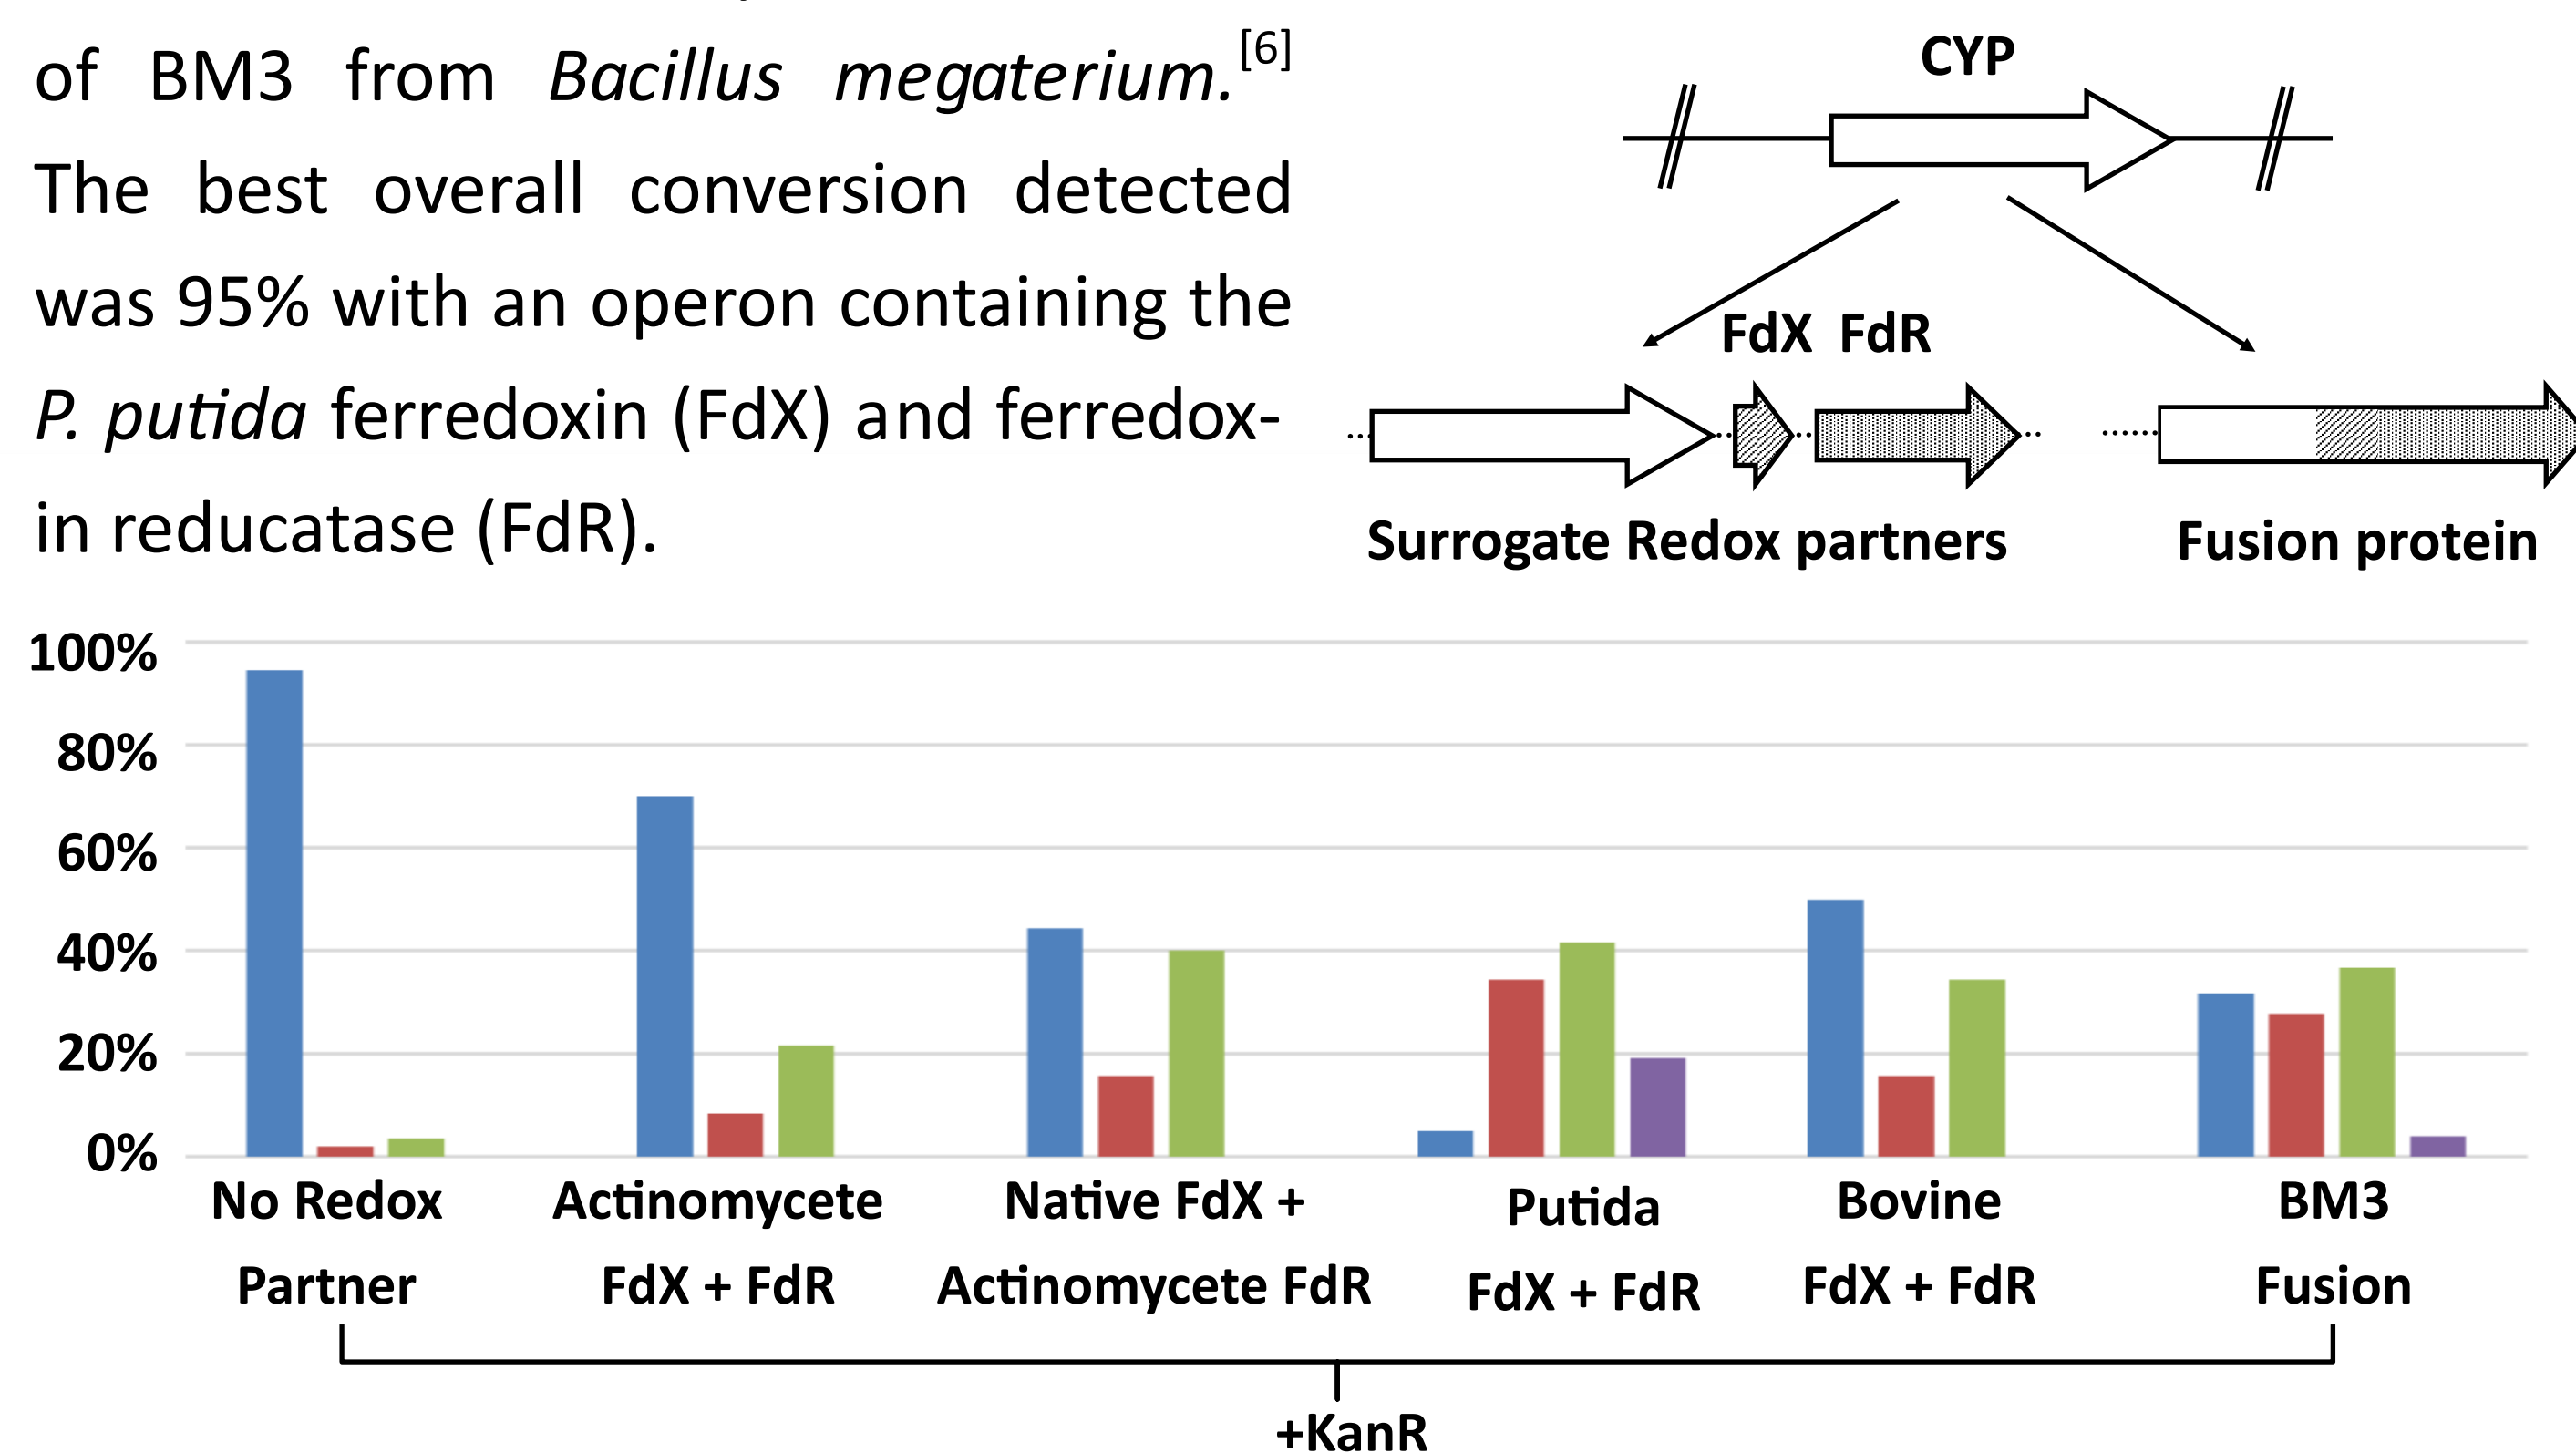 of BM3 from Bacillus megaterium.[6]
The best overall conversion detected
was 95% with an operon containing the
P. putida ferredoxin (FdX) and ferredox-
in reducatase (FdR).
CYP
FdX FdR
Surrogate Redox partners
Fusion protein
100%
80%
60%
40%
20%
0%
No Redox
Partner
Actinomycete
FdX + FdR
Native FdX +
Actinomycete FdR
Putida
FdX + FdR
Bovine
FdX + FdR
BM3
Fusion
+KanR